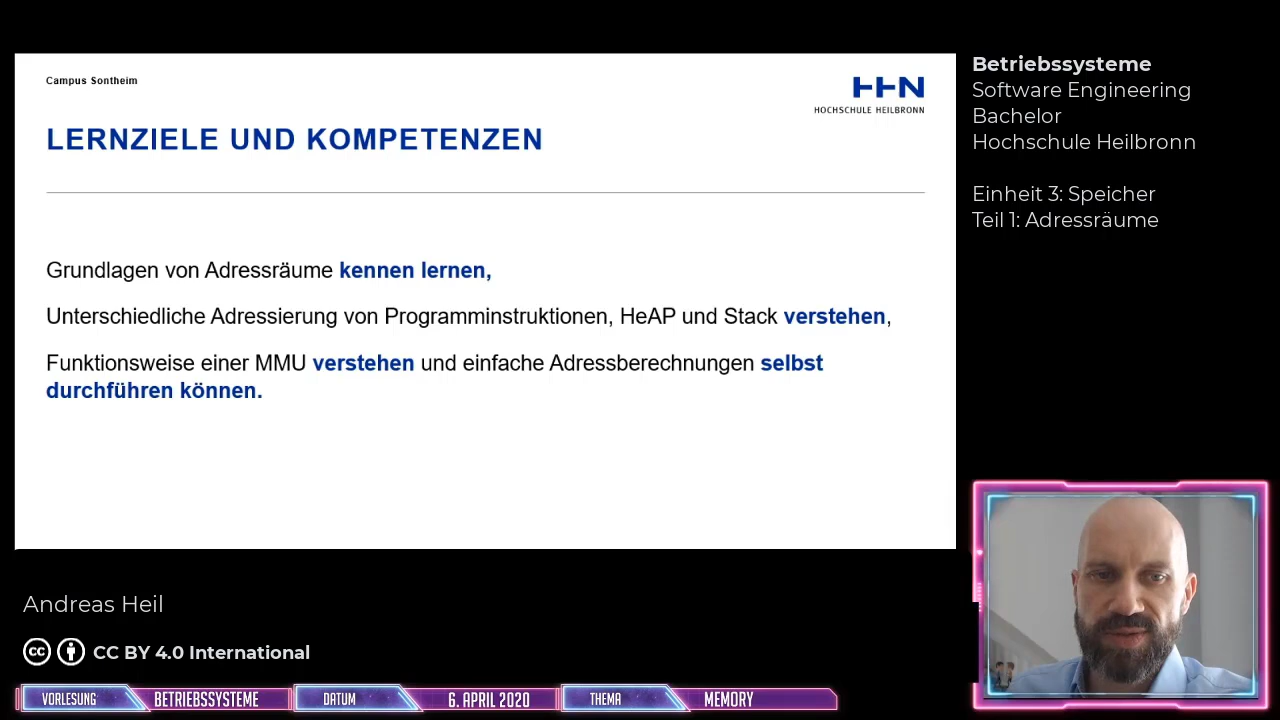 Campus Sontheim
HHN
HOCHSCHULE HEILBRONN
LERNZIELE UND KOMPETENZEN
Grundlagen von Adressräume kennen lernen,
Unterschiedliche Adressierung von Programminstruktionen, HeAP und Stack verstehen,
Funktionsweise einer MMU verstehen und einfache Adressberechnungen selbst
durchführen können.
Betriebssysteme
Software Engineering
Bachelor
Hochschule Heilbronn
Einheit 3: Speicher
Teil 1: Adressräume
Andreas Heil
cc CC BY 4.0 International
VORLESUNG BETRIEBSSYSTEME DATUM 6. APRIL 2020 THEMA MEMORY